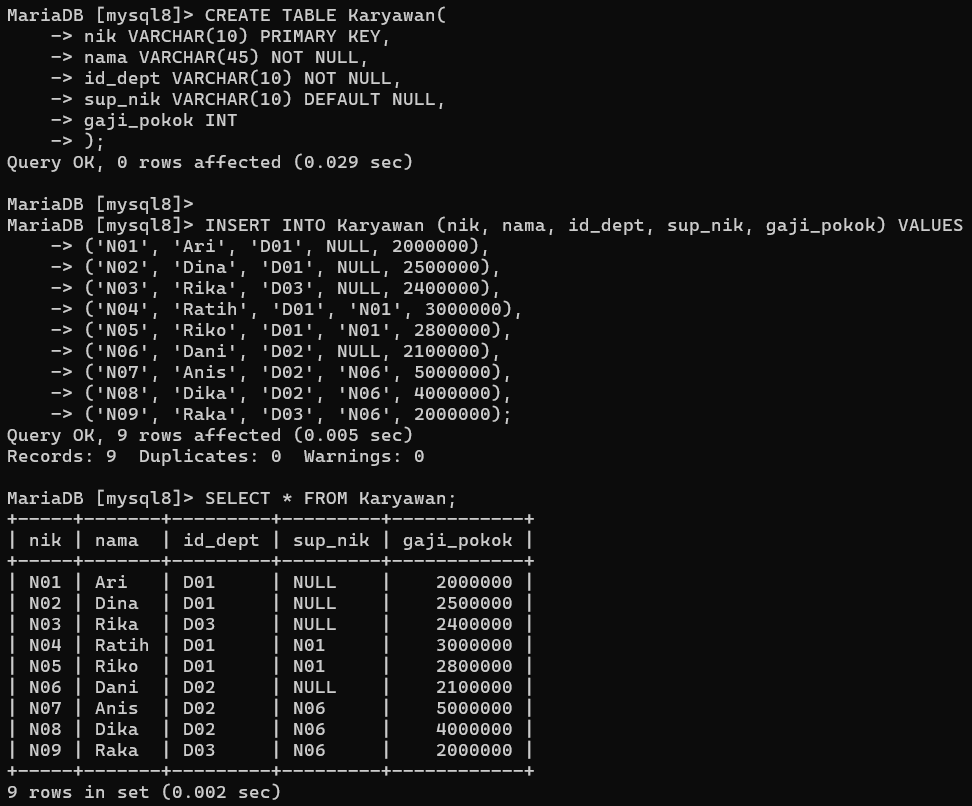 MariaDB [mysql8]> CREATE TABLE Karyawan(
    -> nik VARCHAR(10) PRIMARY KEY,
    -> nama VARCHAR(45) NOT NULL,
    -> id_dept VARCHAR(10) NOT NULL,
    -> sup_nik VARCHAR(10) DEFAULT NULL,
    -> gaji_pokok INT
    -> );
Query OK, 0 rows affected (0.029 sec)

MariaDB [mysql8]>
MariaDB [mysql8]> INSERT INTO Karyawan (nik, nama, id_dept, sup_nik, gaji_pokok) VALUES
    -> ('N01', 'Ari', 'D01', NULL, 2000000),
    -> ('N02', 'Dina', 'D01', NULL, 2500000),
    -> ('N03', 'Rika', 'D03', NULL, 2400000),
    -> ('N04', 'Ratih', 'D01', 'N01', 3000000),
    -> ('N05', 'Riko', 'D01', 'N01', 2800000),
    -> ('N06', 'Dani', 'D02', NULL, 2100000),
    -> ('N07', 'Anis', 'D02', 'N06', 5000000),
    -> ('N08', 'Dika', 'D02', 'N06', 4000000),
    -> ('N09', 'Raka', 'D03', 'N06', 2000000);
Query OK, 9 rows affected (0.005 sec)
Records: 9  Duplicates: 0  Warnings: 0

MariaDB [mysql8]> SELECT * FROM Karyawan;
+-----+-------+---------+---------+------------+
| nik | nama  | id_dept | sup_nik | gaji_pokok |
+-----+-------+---------+---------+------------+
| N01 | Ari   | D01     | NULL    |    2000000 |
| N02 | Dina  | D01     | NULL    |    2500000 |
| N03 | Rika  | D03     | NULL    |    2400000 |
| N04 | Ratih | D01     | N01     |    3000000 |
| N05 | Riko  | D01     | N01     |    2800000 |
| N06 | Dani  | D02     | NULL    |    2100000 |
| N07 | Anis  | D02     | N06     |    5000000 |
| N08 | Dika  | D02     | N06     |    4000000 |
| N09 | Raka  | D03     | N06     |    2000000 |
+-----+-------+---------+---------+------------+
9 rows in set (0.002 sec)